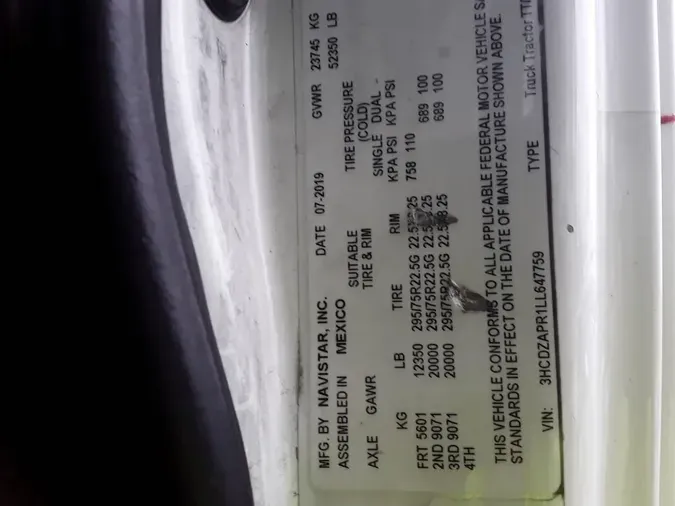 MFG. BY NAVISTAR, INC. DATE 07-2019 GVWR 23745 KG
ASSEMBLED IN MEXICO 52350 LB
SUITABLE TIRE PRESSURE
AXLE GAWR TIRE & RIM (COLD)
SINGLE DUAL
KG LB TIRE RIM KPA PSI KPA PSI
FRT 5601 12350 295/75R22.5G 758 110
2ND 9071 20000 295/75R22.5G 689 100
3RD 9071 20000 295/75R22.5G 689 100
4TH
THIS VEHICLE CONFORMS TO ALL APPLICABLE FEDERAL MOTOR VEHICLE
STANDARDS IN EFFECT ON THE DATE OF MANUFACTURE SHOWN ABOVE.
VIN: 3HCDZAPR1LL647759 TYPE Truck Tractor